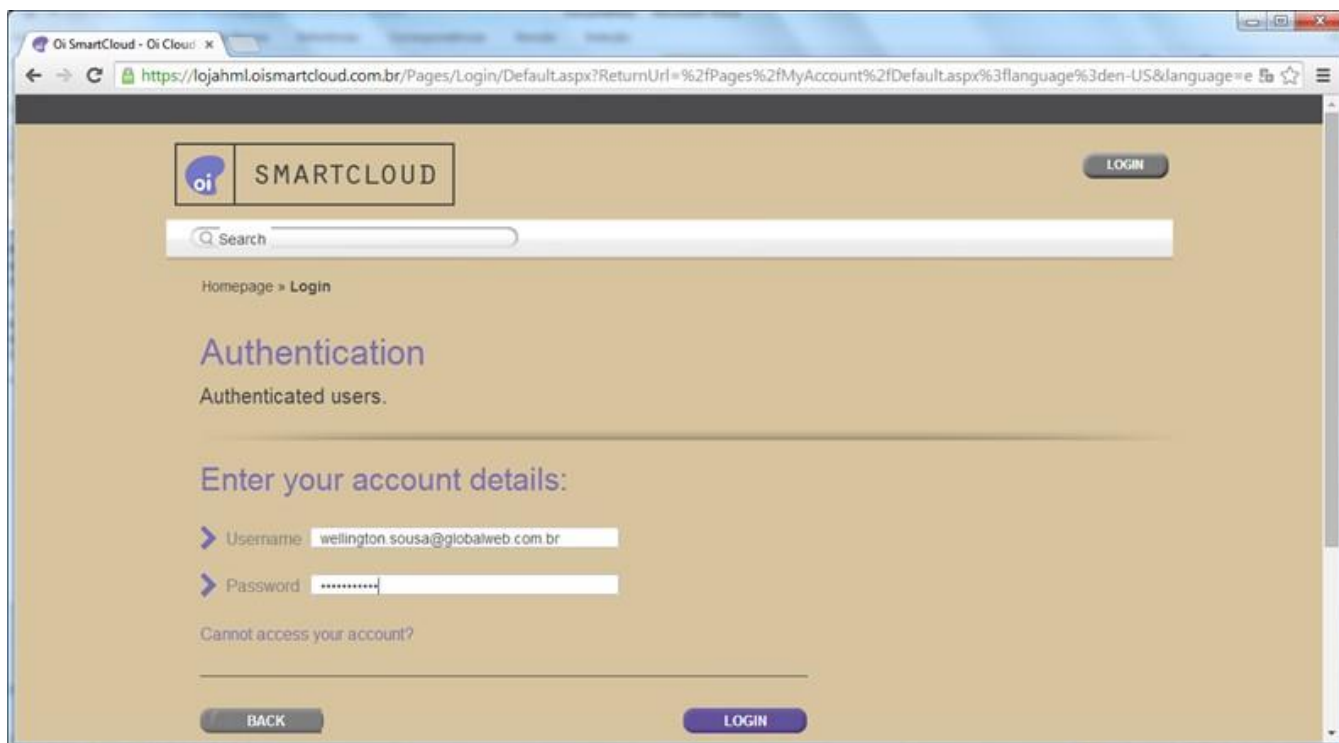 Oi SmartCloud - Oi Cloud
https://lojahml.oismartcloud.com.br/Pages/Login/Default.aspx?ReturnUrl=%2fPages%2fMyAccount%2fDefault.aspx%3flanguage%3den-US&language=e
oi SMARTCLOUD
LOGIN
Search
Homepage » Login
Authentication
Authenticated users.
Enter your account details:
Username wellington.sousa@globalweb.com.br
Password •••••••••••
Cannot access your account?
BACK LOGIN